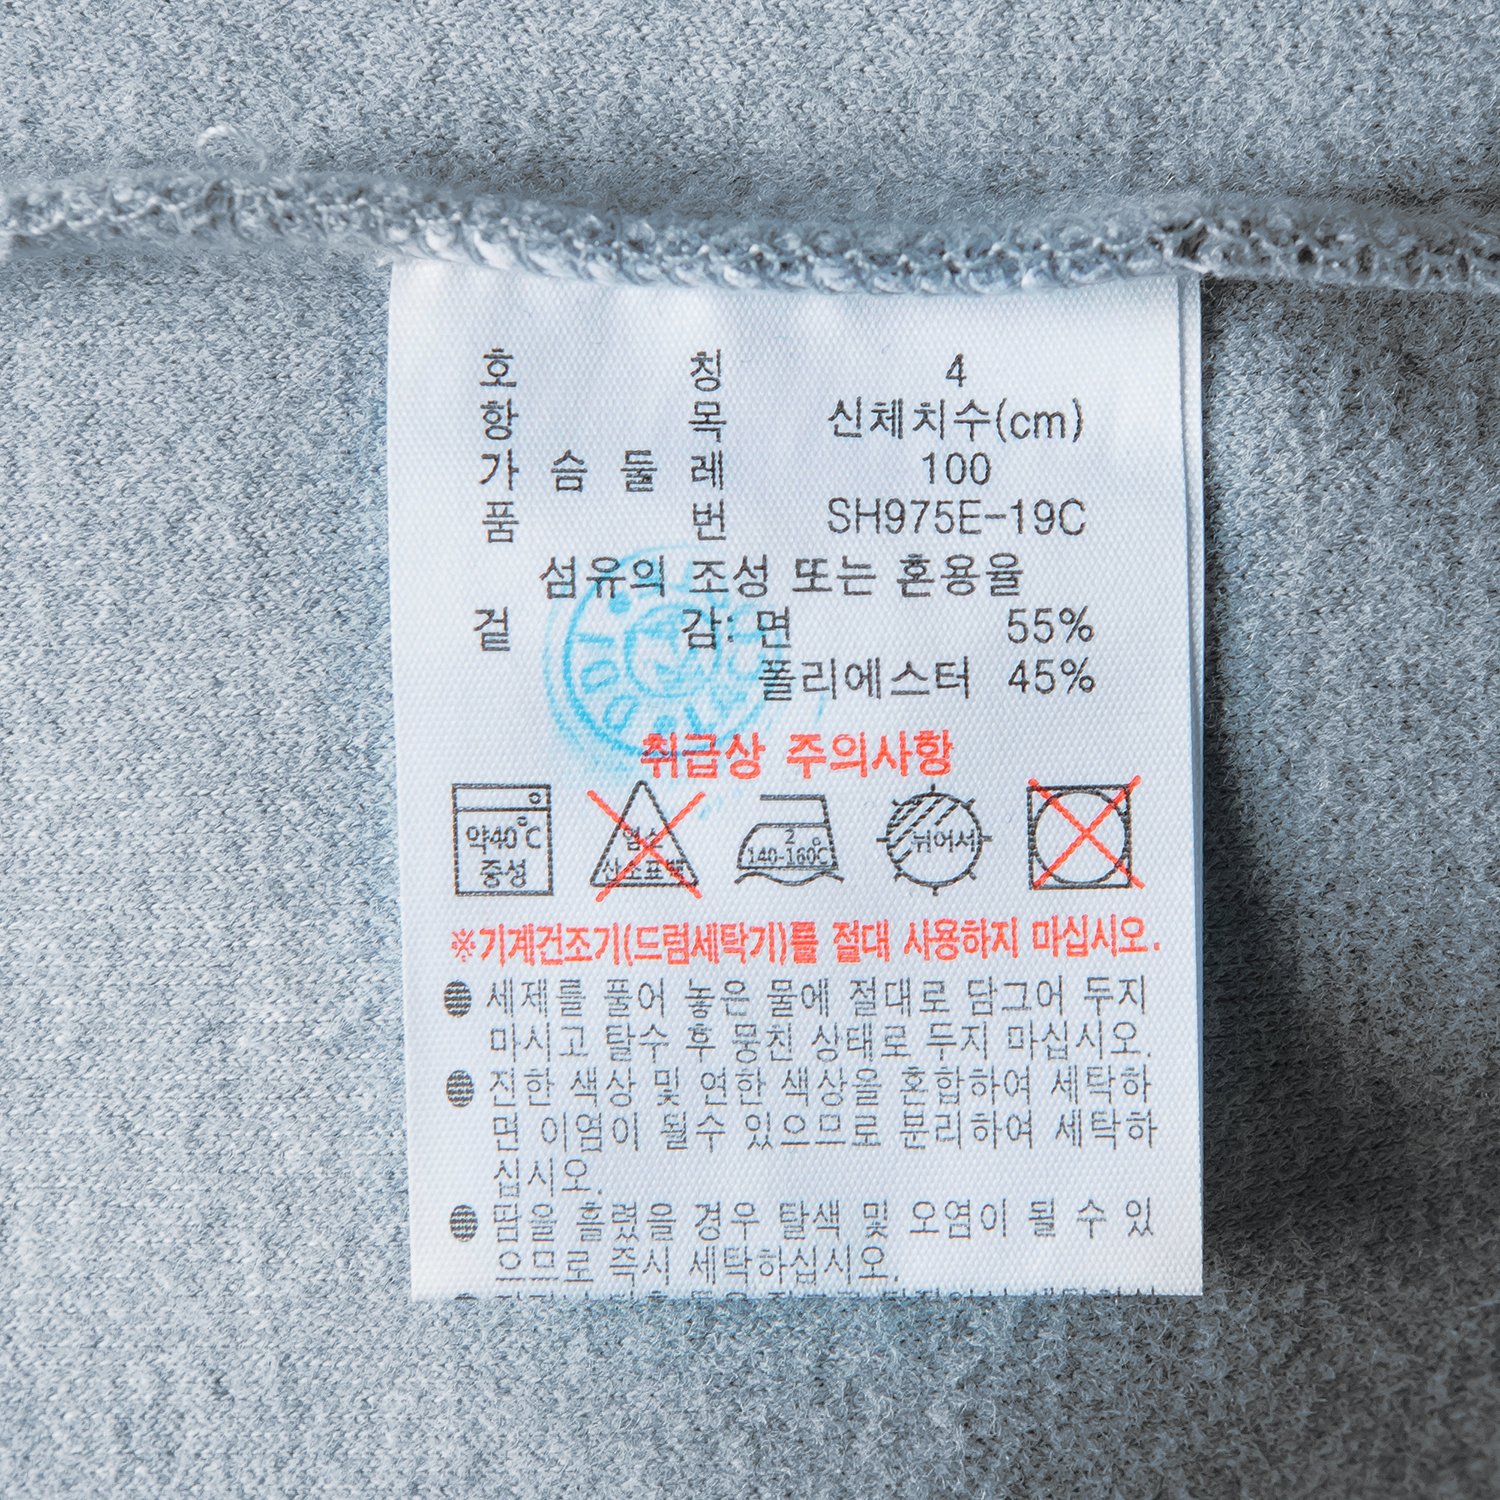 호 칭 4
항 목 신체치수(cm)
가 슴 둘 레 100
품 번 SH975E-19C
섬유의 조성 또는 혼용율
겉 감: 면 55%
폴리에스터 45%
취급상 주의사항
약40°C
중성
염소
산소표백
2
140-160°C
뉘어서
※기계건조기(드럼세탁기)를 절대 사용하지 마십시오.
세제를 풀어 놓은 물에 절대로 담그어 두지
마시고 탈수 후 뭉친 상태로 두지 마십시오.
진한 색상 및 연한 색상을 혼합하여 세탁하
면 이염이 될수 있으므로 분리하여 세탁하
십시오.
땀을 흘렸을 경우 탈색 및 오염이 될 수 있
으므로 즉시 세탁하십시오.